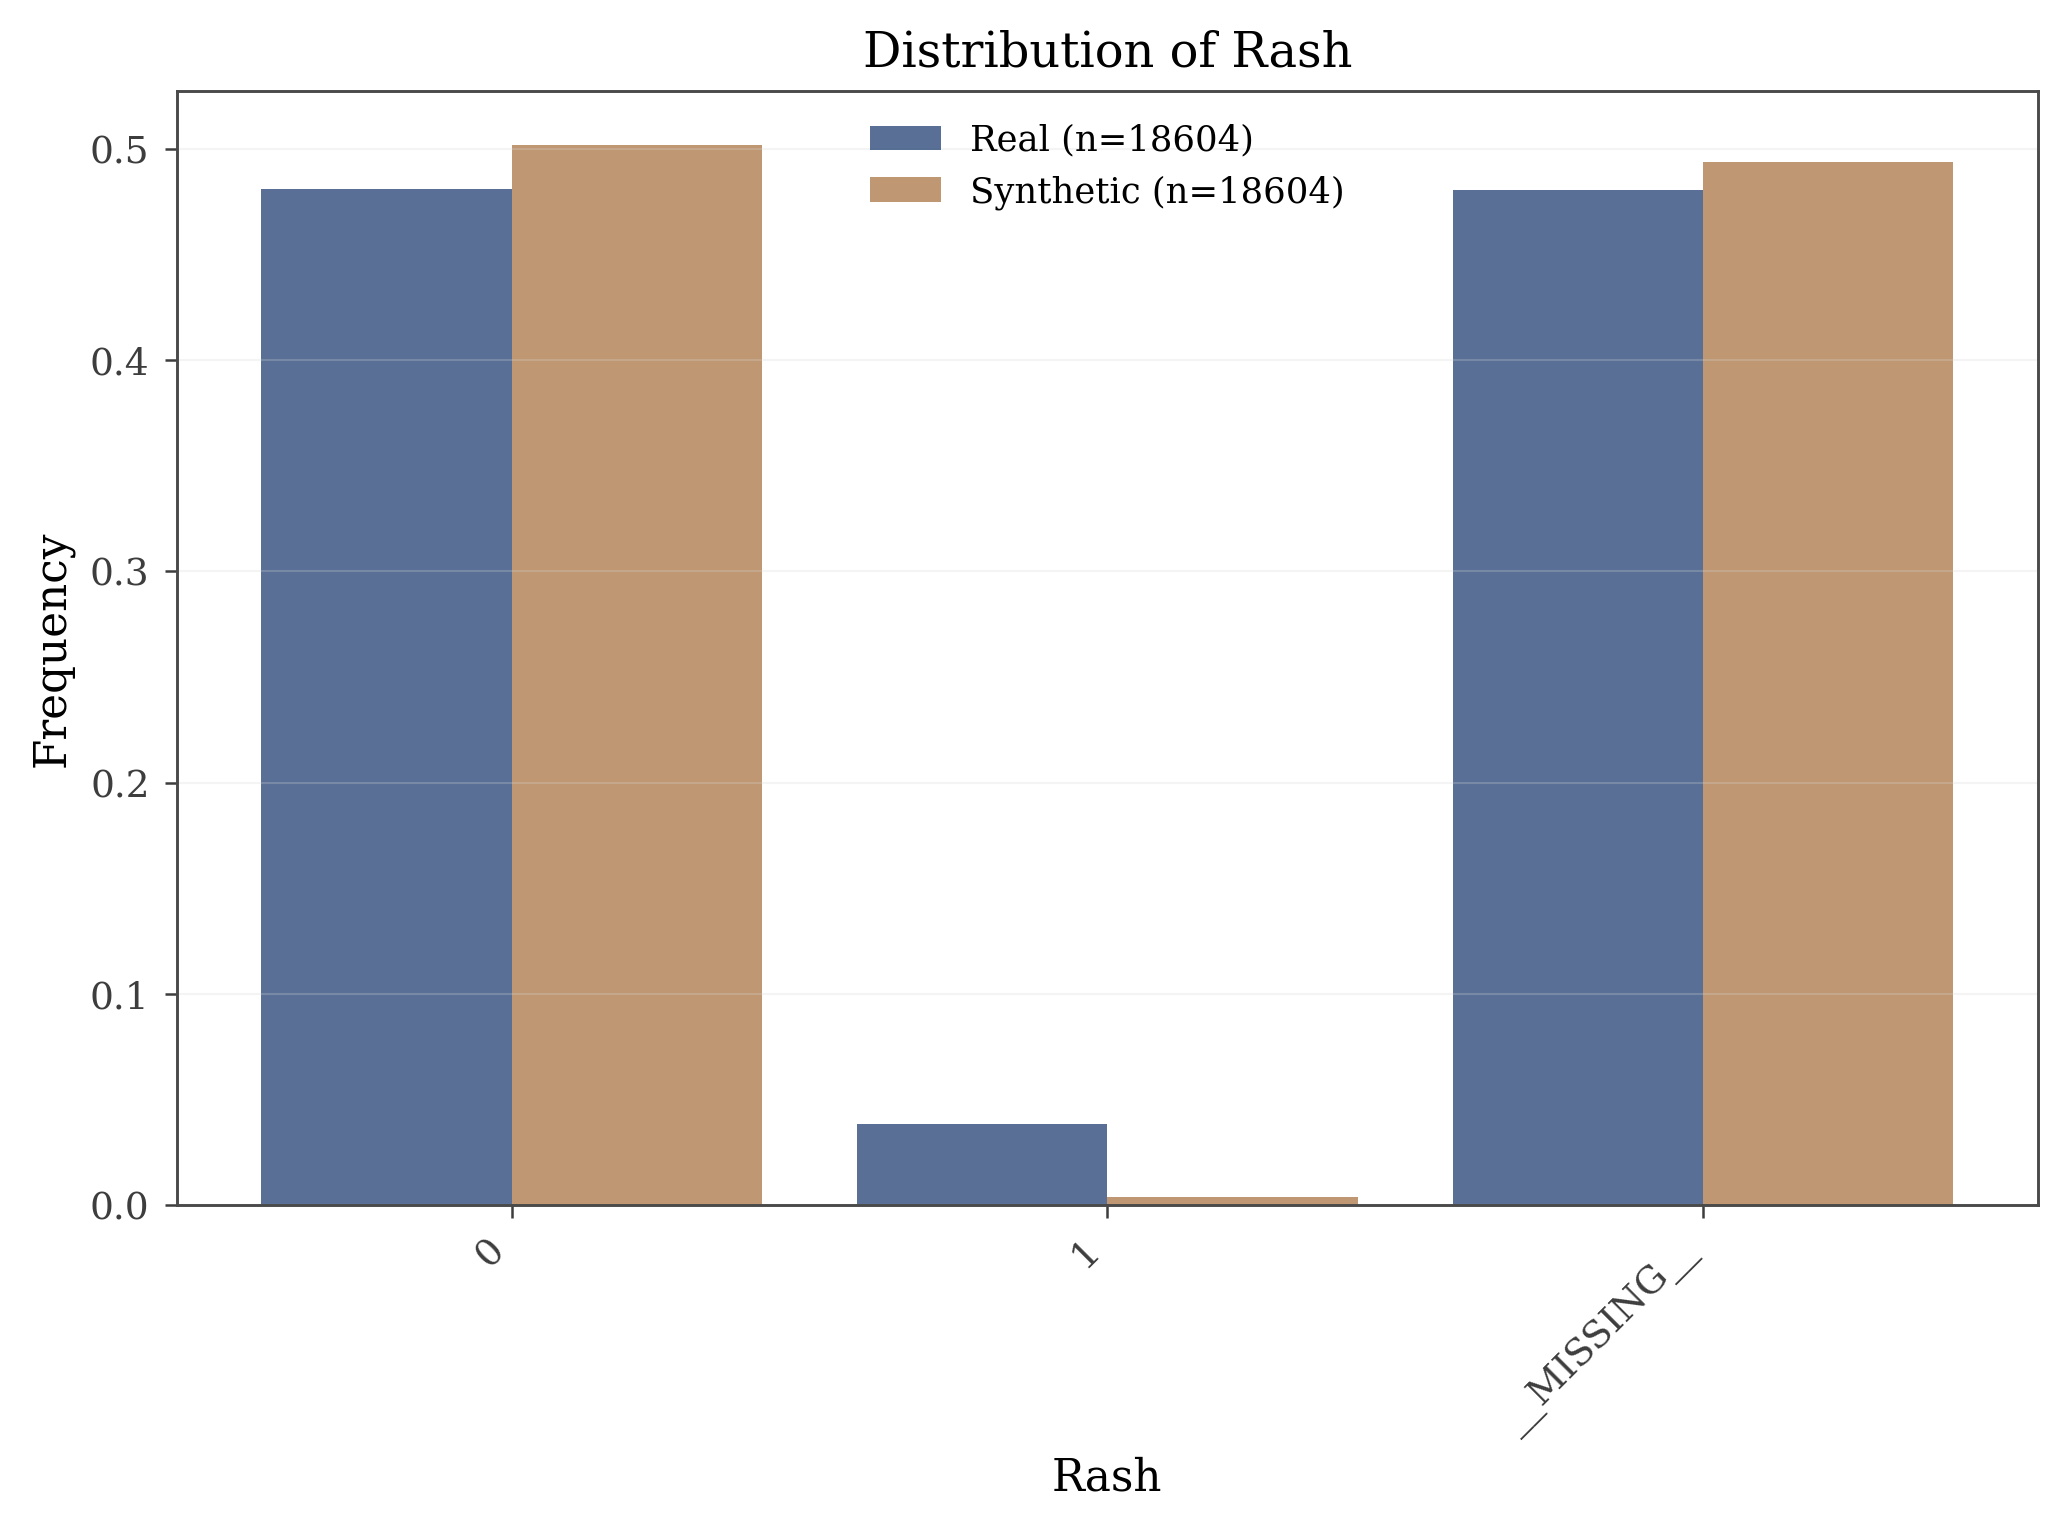 Distribution of Rash
Real (n=18604)
Synthetic (n=18604)
Frequency
0.5
0.4
0.3
0.2
0.1
0.0
0
1
__MISSING__
Rash